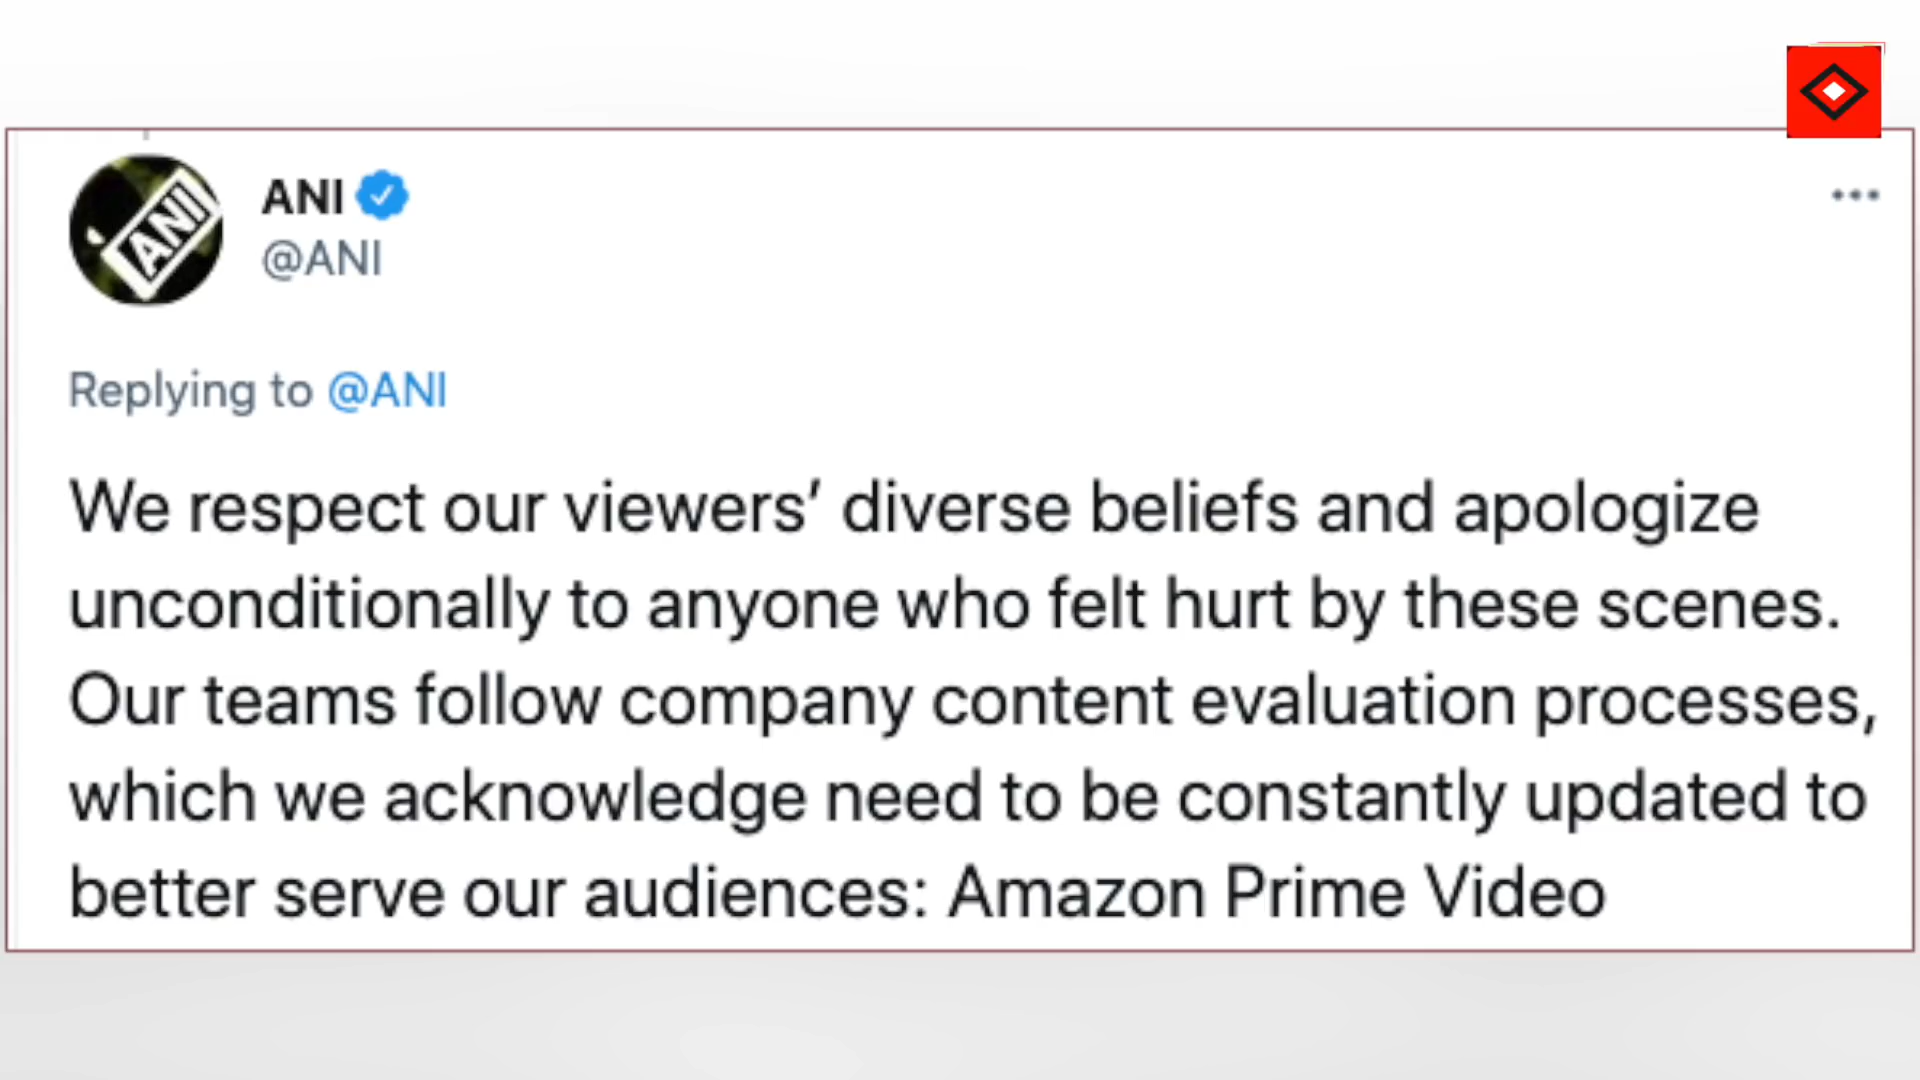 ANI
ANI
@ANI
Replying to @ANI
We respect our viewers’ diverse beliefs and apologize
unconditionally to anyone who felt hurt by these scenes.
Our teams follow company content evaluation processes,
which we acknowledge need to be constantly updated to
better serve our audiences: Amazon Prime Video